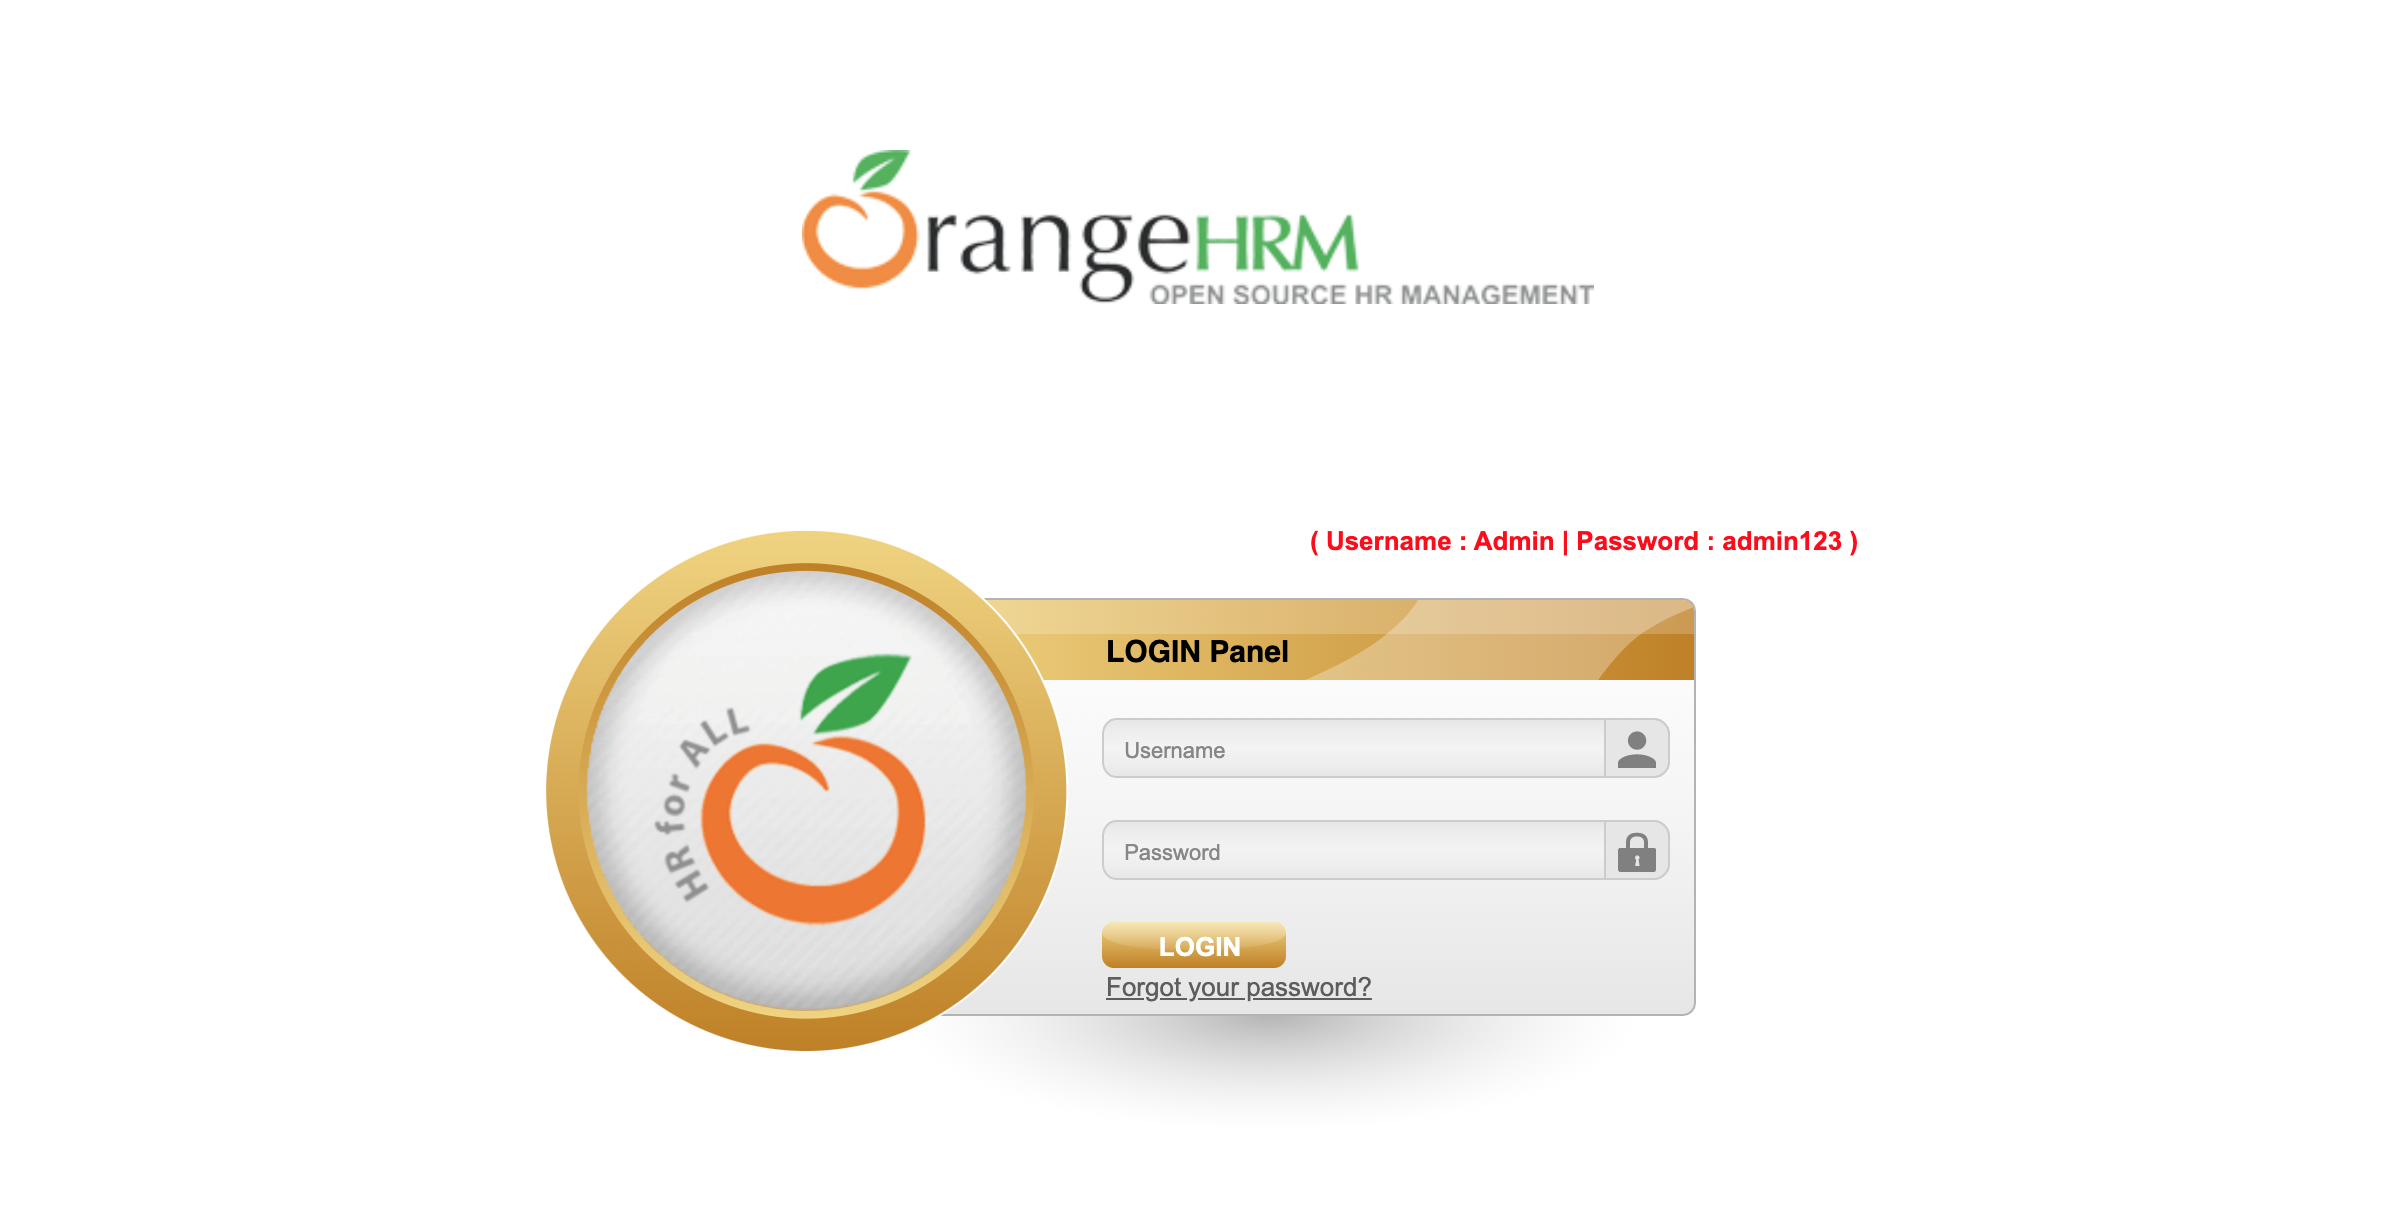 OrangeHRM
OPEN SOURCE HR MANAGEMENT
( Username : Admin | Password : admin123 )
HR for ALL
LOGIN Panel
Username
Password
LOGIN
Forgot your password?